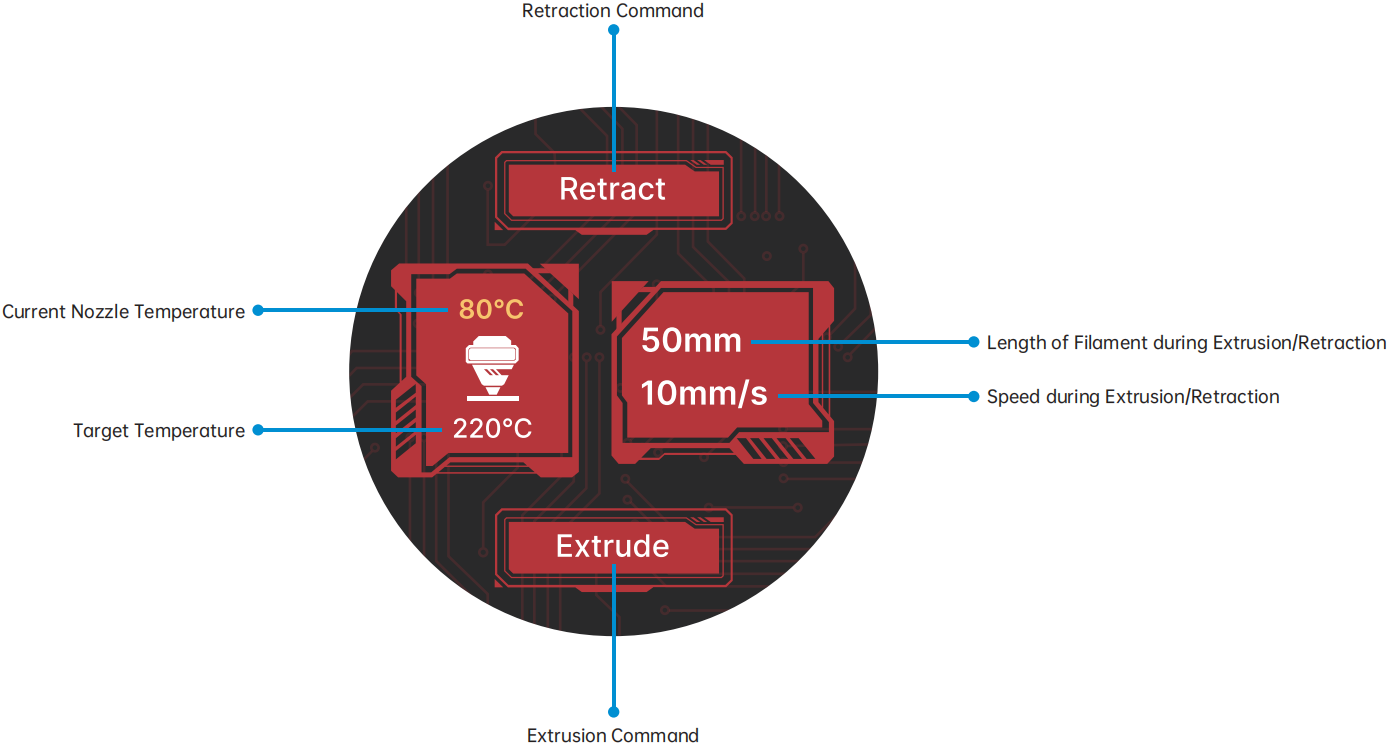 Retraction Command
Retract
Current Nozzle Temperature
80°C
50mm
Length of Filament during Extrusion/Retraction
10mm/s
Speed during Extrusion/Retraction
Target Temperature
220°C
Extrude
Extrusion Command